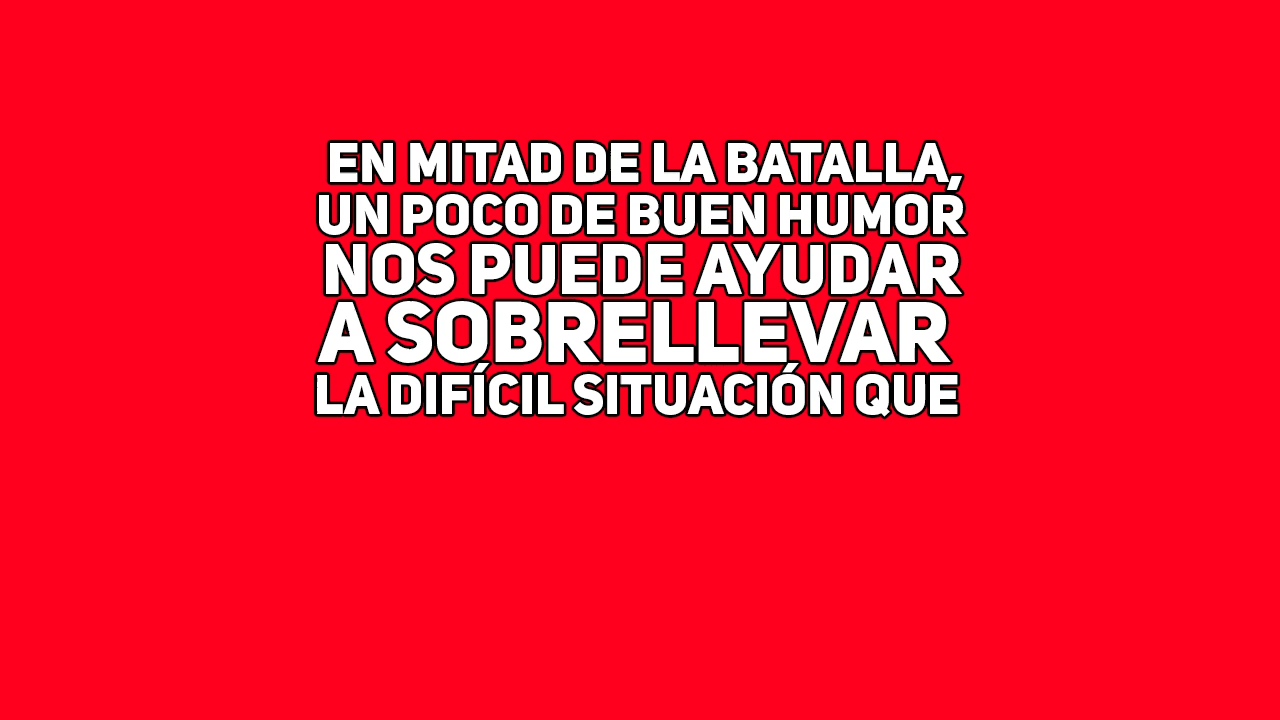 EN MITAD DE LA BATALLA,
UN POCO DE BUEN HUMOR
NOS PUEDE AYUDAR
A SOBRELLEVAR
LA DIFÍCIL SITUACIÓN QUE